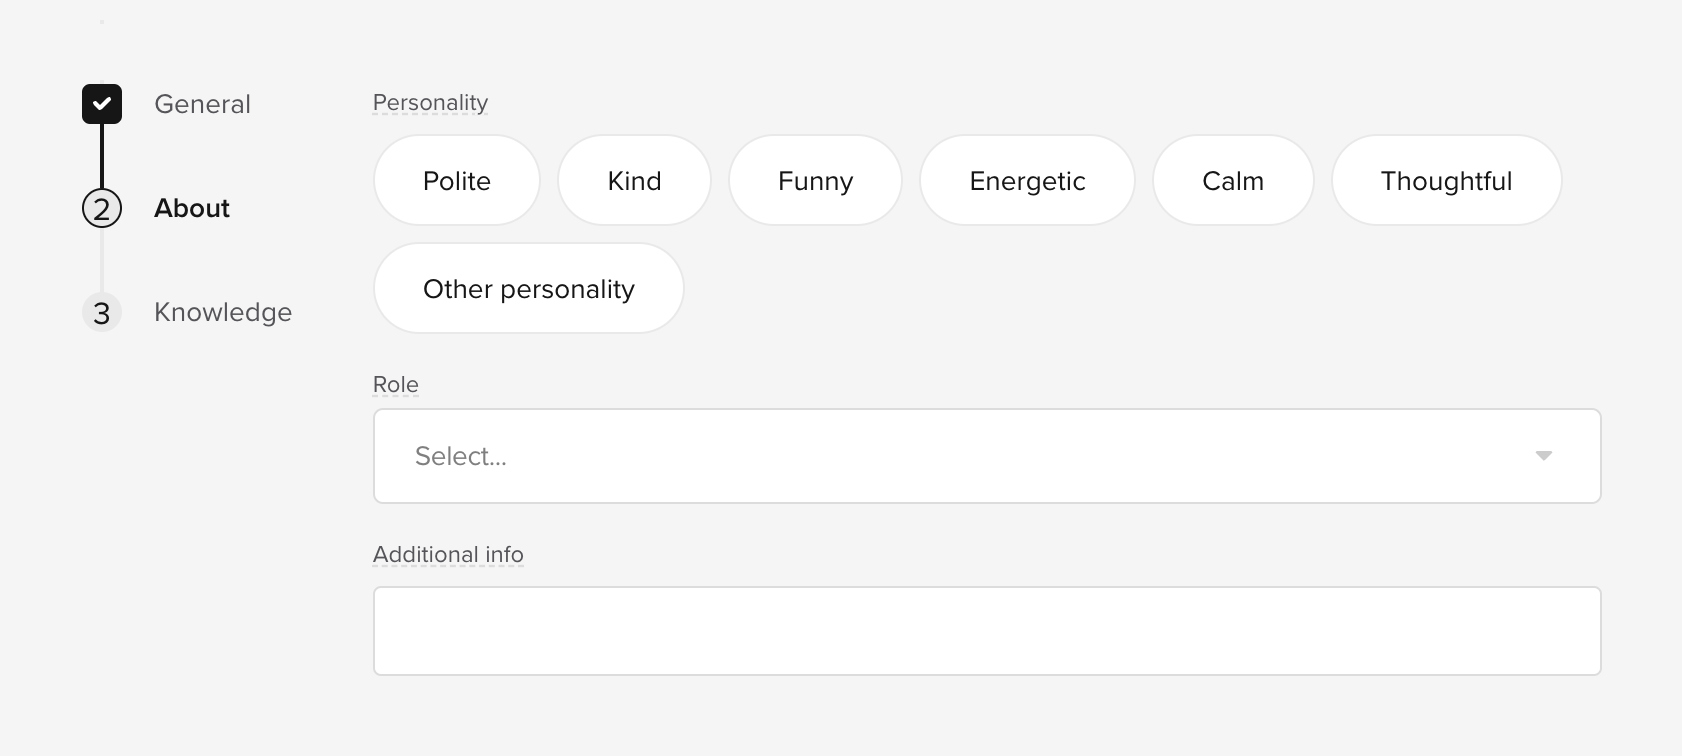 General
2 About
3 Knowledge
Personality
Polite Kind Funny Energetic Calm Thoughtful
Other personality
Role
Select...
Additional info